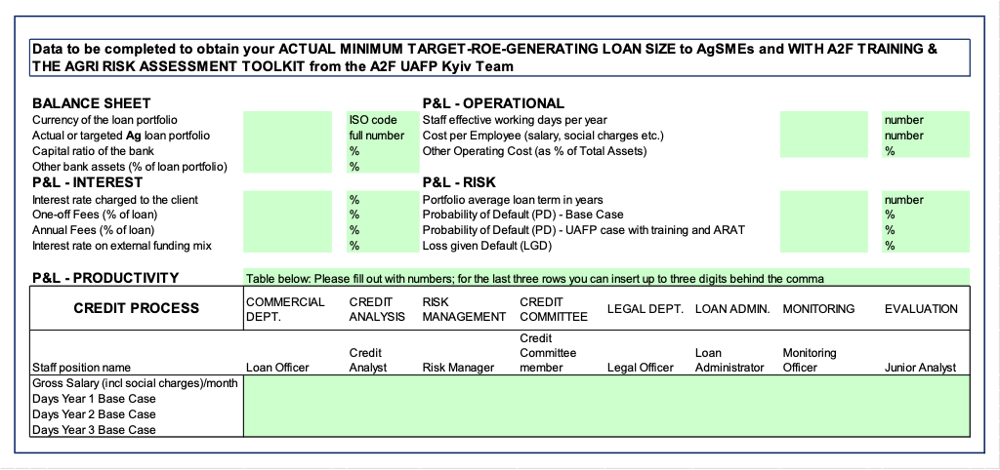 Data to be completed to obtain your ACTUAL MINIMUM TARGET-ROE-GENERATING LOAN SIZE to AgSMEs and WITH A2F TRAINING &
THE AGRI RISK ASSESSMENT TOOLKIT from the A2F UAFP Kyiv Team
BALANCE SHEET P&L - OPERATIONAL
Currency of the loan portfolio ISO code Staff effective working days per year number
Actual or targeted Ag loan portfolio full number Cost per Employee (salary, social charges etc.) number
Capital ratio of the bank % Other Operating Cost (as % of Total Assets) %
Other bank assets (% of loan portfolio) %
P&L - INTEREST P&L - RISK
Interest rate charged to the client % Portfolio average loan term in years number
One-off Fees (% of loan) % Probability of Default (PD) - Base Case %
Annual Fees (% of loan) % Probability of Default (PD) - UAFP case with training and ARAT %
Interest rate on external funding mix % Loss given Default (LGD) %
P&L - PRODUCTIVITY Table below: Please fill out with numbers; for the last three rows you can insert up to three digits behind the comma
CREDIT PROCESS
COMMERCIAL
DEPT.
CREDIT
ANALYSIS
RISK
MANAGEMENT
CREDIT
COMMITTEE
LEGAL DEPT.
LOAN ADMIN.
MONITORING
EVALUATION
Staff position name
Loan Officer
Credit
Analyst
Risk Manager
Credit
Committee
member
Legal Officer
Loan
Administrator
Monitoring
Officer
Junior Analyst
Gross Salary (incl social charges)/month
Days Year 1 Base Case
Days Year 2 Base Case
Days Year 3 Base Case